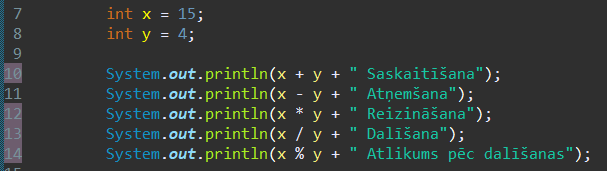 7 int x = 15;
8 int y = 4;
9
10 System.out.println(x + y + " Saskaitīšana");
11 System.out.println(x - y + " Atņemšana");
12 System.out.println(x * y + " Reizināšana");
13 System.out.println(x / y + " Dalīšana");
14 System.out.println(x % y + " Atlikums pēc dalīšanas");